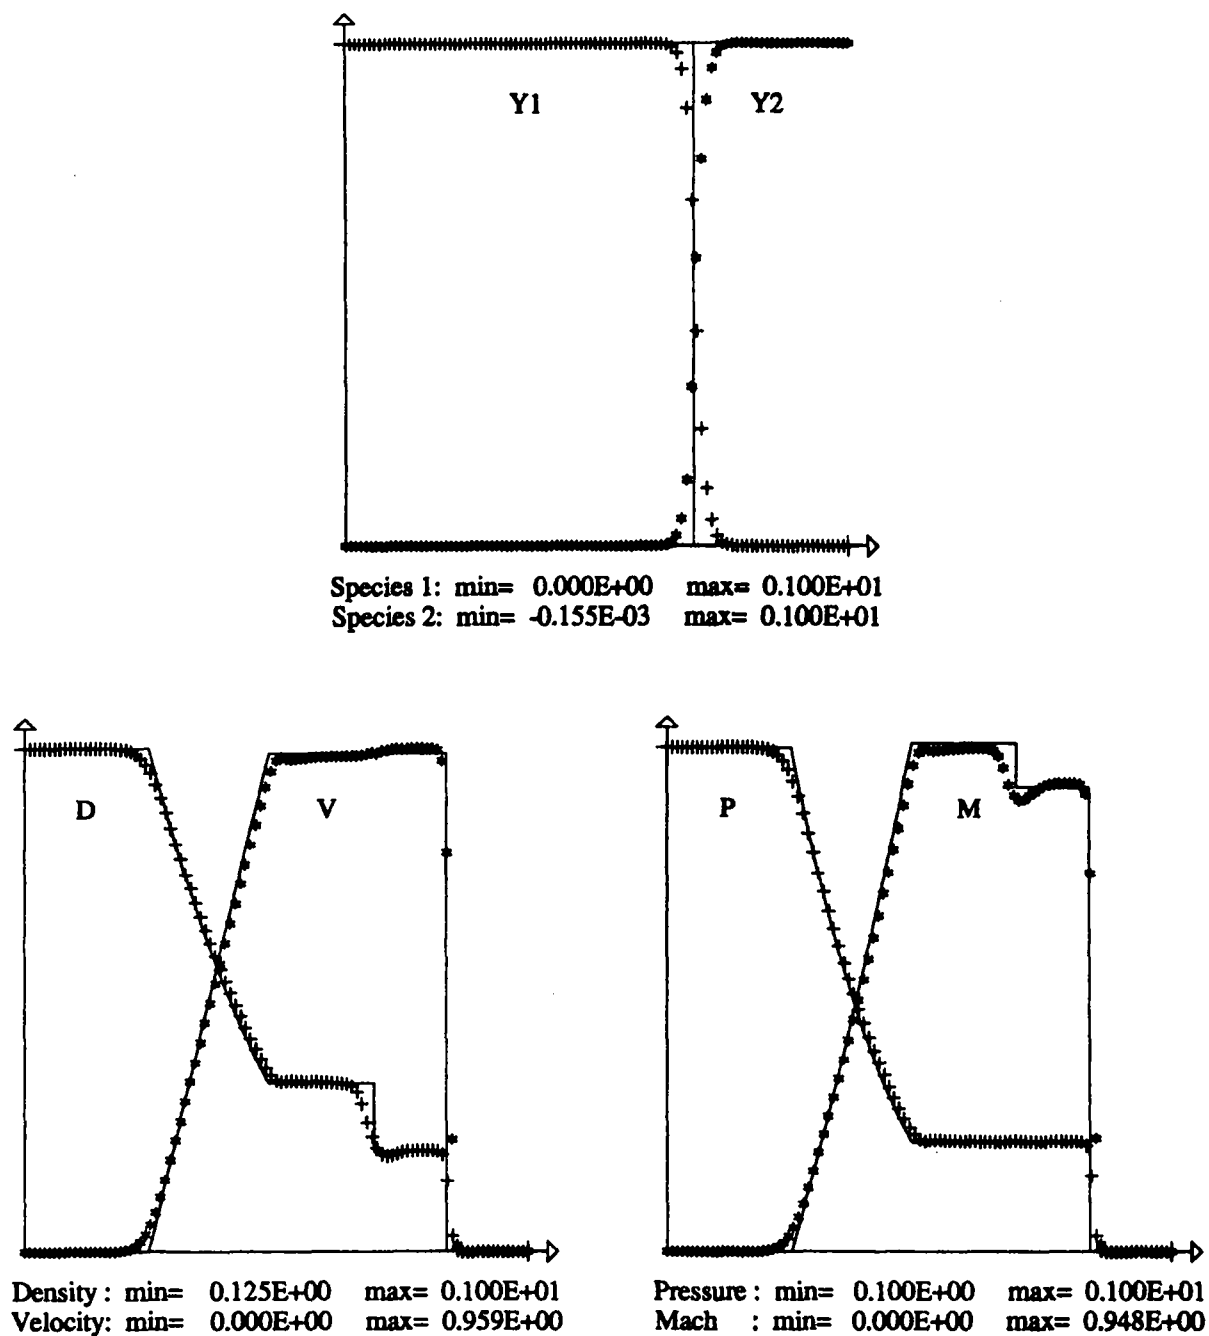 Y1 Y2
Species 1: min= 0.000E+00 max= 0.100E+01
Species 2: min= -0.155E-03 max= 0.100E+01
D V
P M
Density : min= 0.125E+00 max= 0.100E+01
Velocity: min= 0.000E+00 max= 0.959E+00
Pressure : min= 0.100E+00 max= 0.100E+01
Mach : min= 0.000E+00 max= 0.948E+00